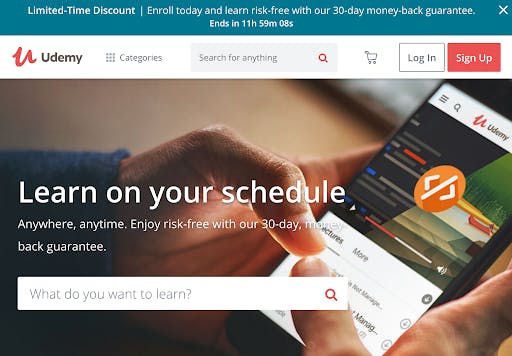 Limited-Time Discount | Enroll today and learn risk-free with our 30-day money-back guarantee.
Ends in 11h 59m 08s
Udemy
Categories
Search for anything
Log In
Sign Up
Udemy
Learn on your schedule
Anywhere, anytime. Enjoy risk-free with our 30-day, money-
back guarantee.
More
What do you want to learn?